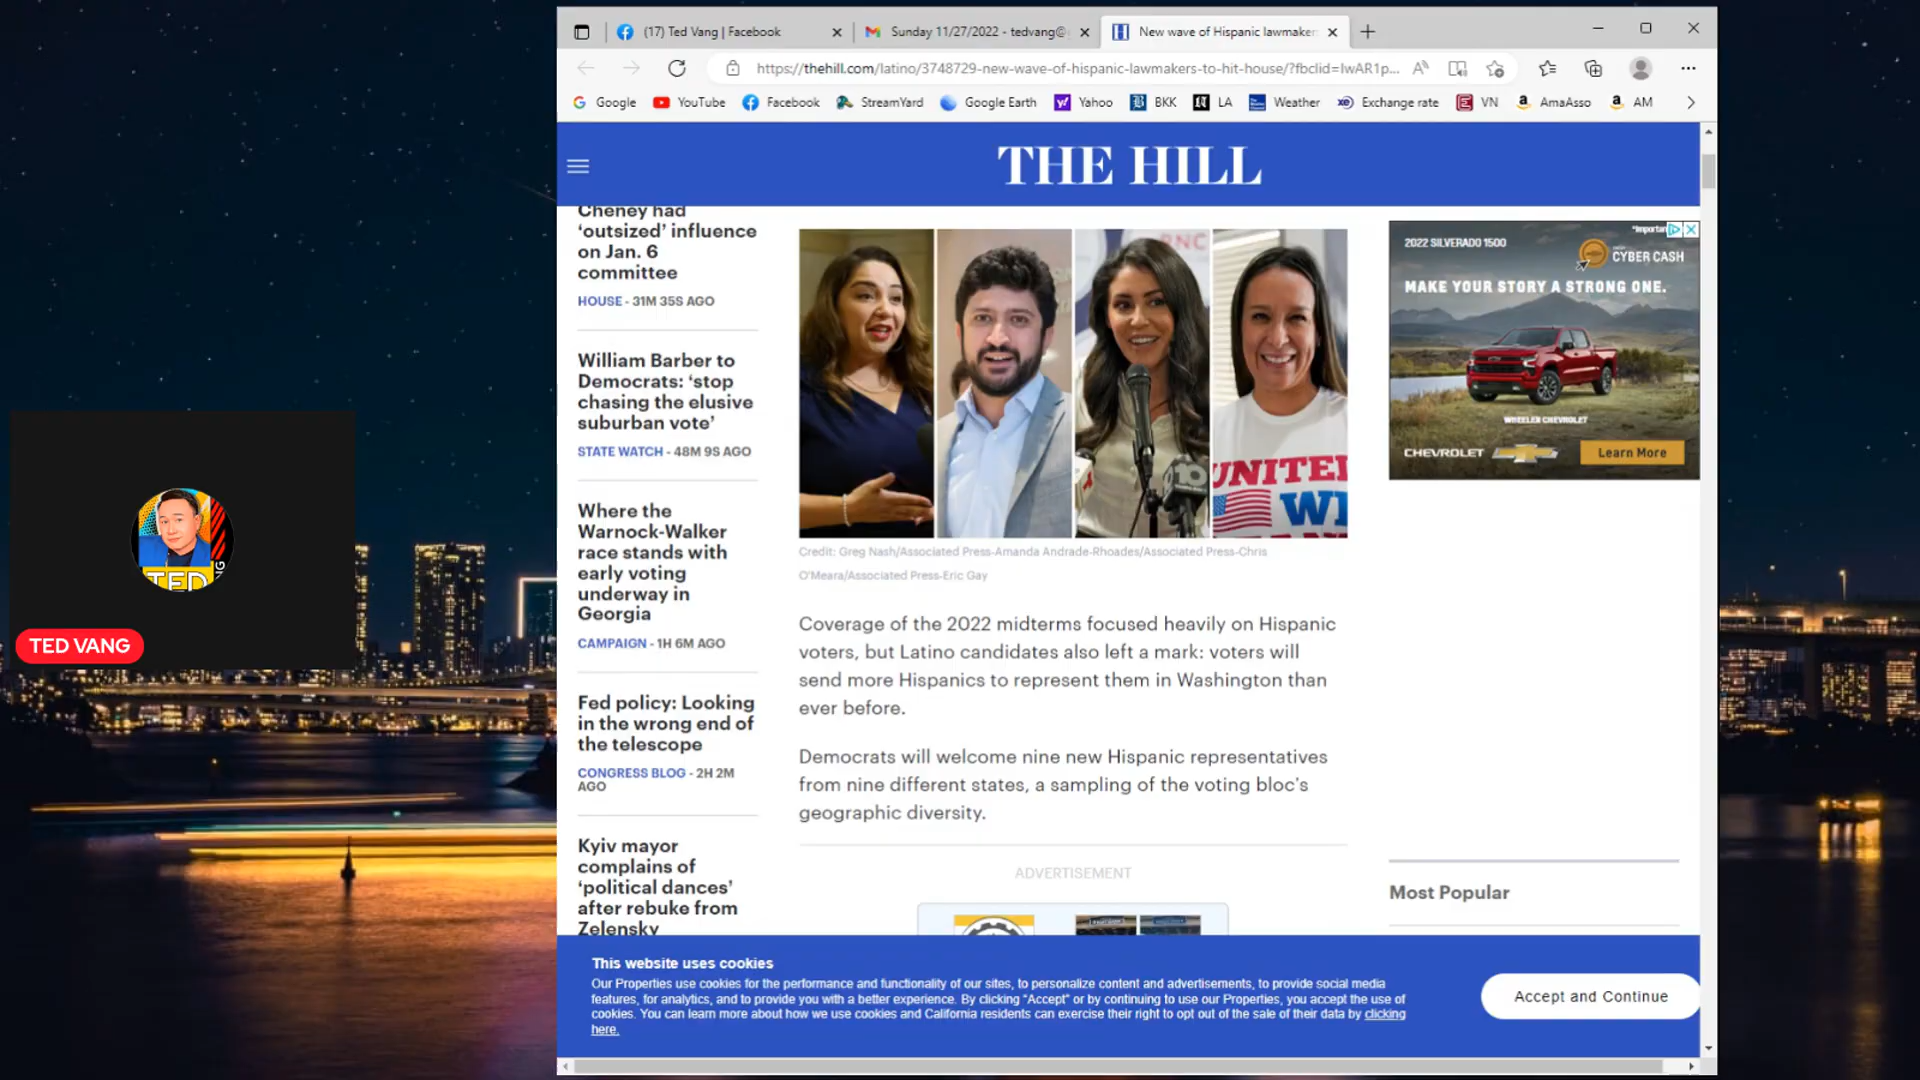 (17) Ted Vang | Facebook
Sunday 11/27/2022 - tedvang@
New wave of Hispanic lawmaker
https://thehill.com/latino/3748729-new-wave-of-hispanic-lawmakers-to-hit-house/?fbclid=IwAR1p...
Google
YouTube
Facebook
StreamYard
Google Earth
Yahoo
BKK
LA
Weather
Exchange rate
VN
AmaAsso
AM
THE HILL
Cheney had
‘outsized’ influence
on Jan. 6
committee
HOUSE - 31M 35S AGO
William Barber to
Democrats: ‘stop
chasing the elusive
suburban vote’
STATE WATCH - 48M 9S AGO
Where the
Warnock-Walker
race stands with
early voting
underway in
Georgia
CAMPAIGN - 1H 6M AGO
Fed policy: Looking
in the wrong end of
the telescope
CONGRESS BLOG - 2H 2M
AGO
Kyiv mayor
complains of
‘political dances’
after rebuke from
Zelensky
RNC
10
UNITE
WE
Credit: Greg Nash/Associated Press-Amanda Andrade-Rhoades/Associated Press-Chris
O'Meara/Associated Press-Eric Gay
Coverage of the 2022 midterms focused heavily on Hispanic
voters, but Latino candidates also left a mark: voters will
send more Hispanics to represent them in Washington than
ever before.
Democrats will welcome nine new Hispanic representatives
from nine different states, a sampling of the voting bloc's
geographic diversity.
ADVERTISEMENT
*Important
2022 SILVERADO 1500
CYBER CASH
MAKE YOUR STORY A STRONG ONE.
WHEELER CHEVROLET
CHEVROLET
Learn More
Most Popular
This website uses cookies
Our Properties use cookies for the performance and functionality of our sites, to personalize content and advertisements, to provide social media
features, for analytics, and to provide you with a better experience. By clicking "Accept" or by continuing to use our Properties, you accept the use of
cookies. You can learn more about how we use cookies and California residents can exercise their right to opt out of the sale of their data by clicking
here.
Accept and Continue
TED
TED VANG